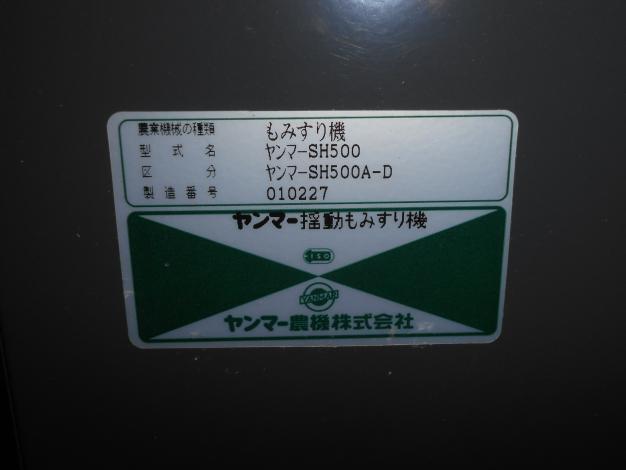 農業機械の種類 もみすり機
型式名 ヤンマーSH500
区分 ヤンマーSH500A-D
製造番号 010227
ヤンマー揺動もみすり機
ISO
YANMAR
ヤンマー農機株式会社